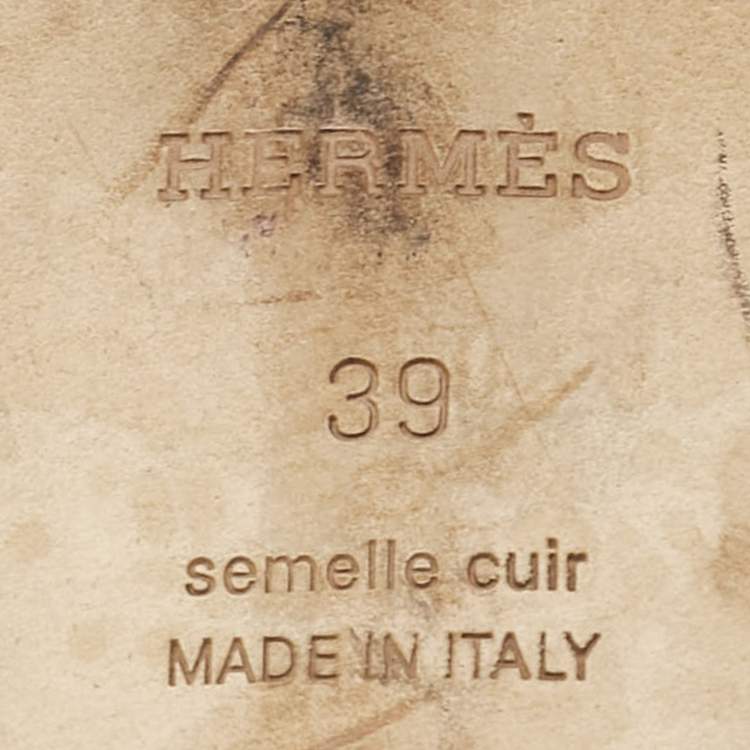 HERMÈS
39
semelle cuir
MADE IN ITALY